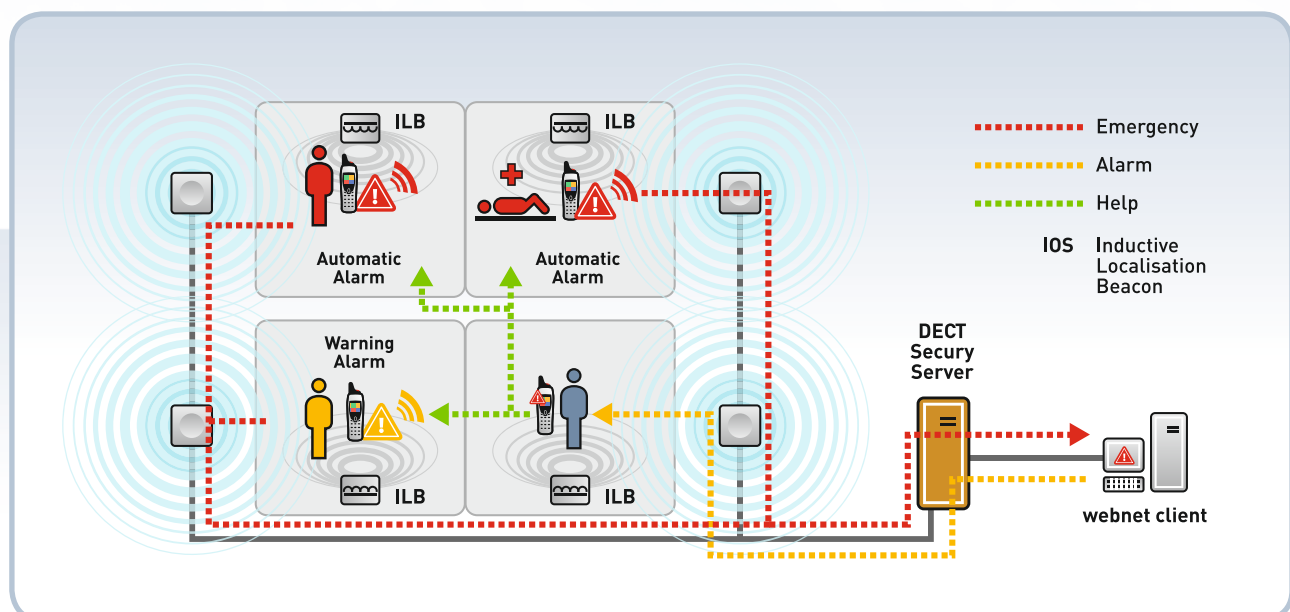 ILB
ILB
Automatic
Alarm
Automatic
Alarm
Warning
Alarm
ILB
ILB
Emergency
Alarm
Help
IOS Inductive
Localisation
Beacon
DECT
Secury
Server
webnet client